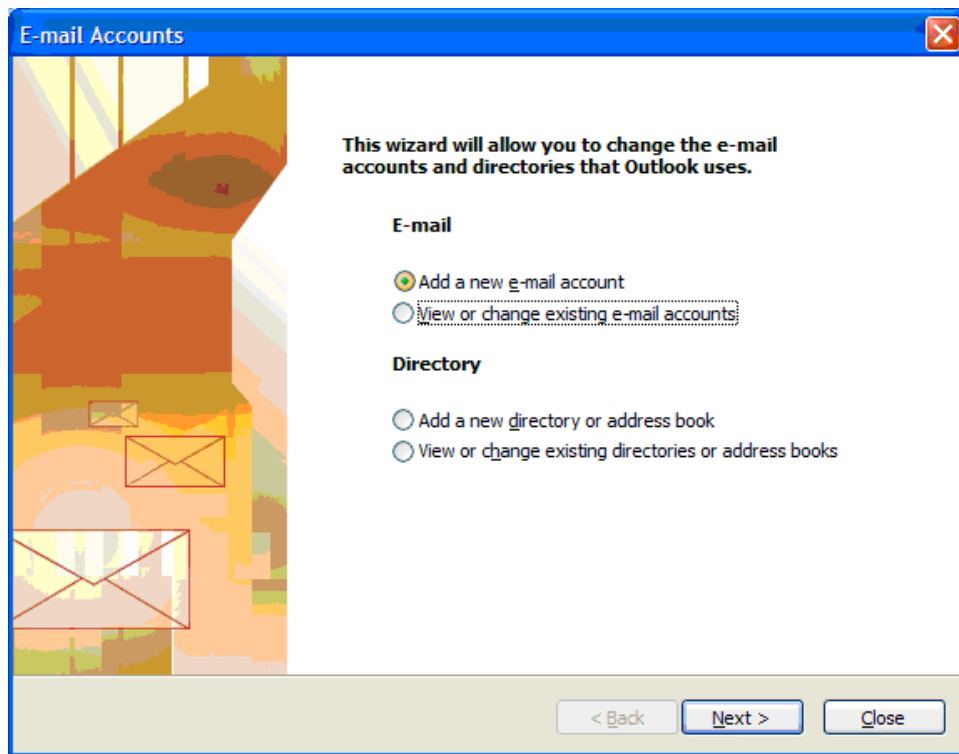 E-mail Accounts
This wizard will allow you to change the e-mail
accounts and directories that Outlook uses.
E-mail
Add a new e-mail account
View or change existing e-mail accounts
Directory
Add a new directory or address book
View or change existing directories or address books
< Back
Next >
Close